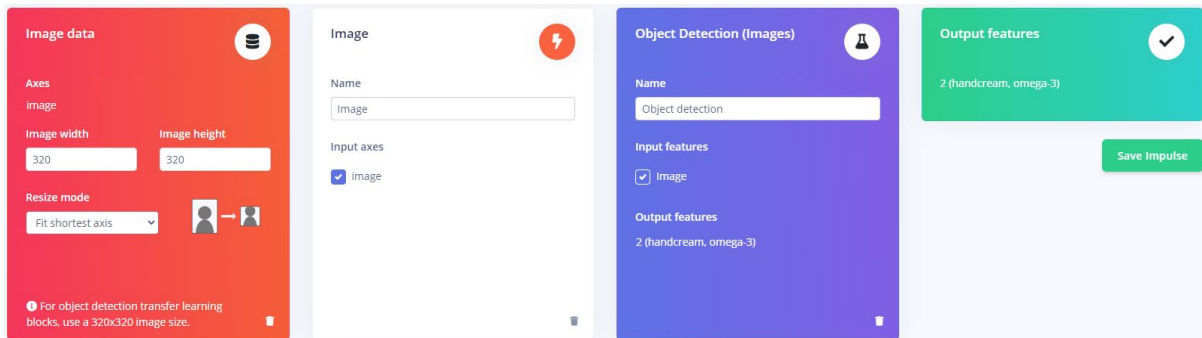 Image data
Axes
image
Image width
Image height
320
320
Resize mode
Fit shortest axis
For object detection transfer learning
blocks, use a 320x320 image size.
Image
Name
Image
Input axes
image
Object Detection (Images)
Name
Object detection
Input features
Image
Output features
2 (handcream, omega-3)
Output features
2 (handcream, omega-3)
Save Impulse